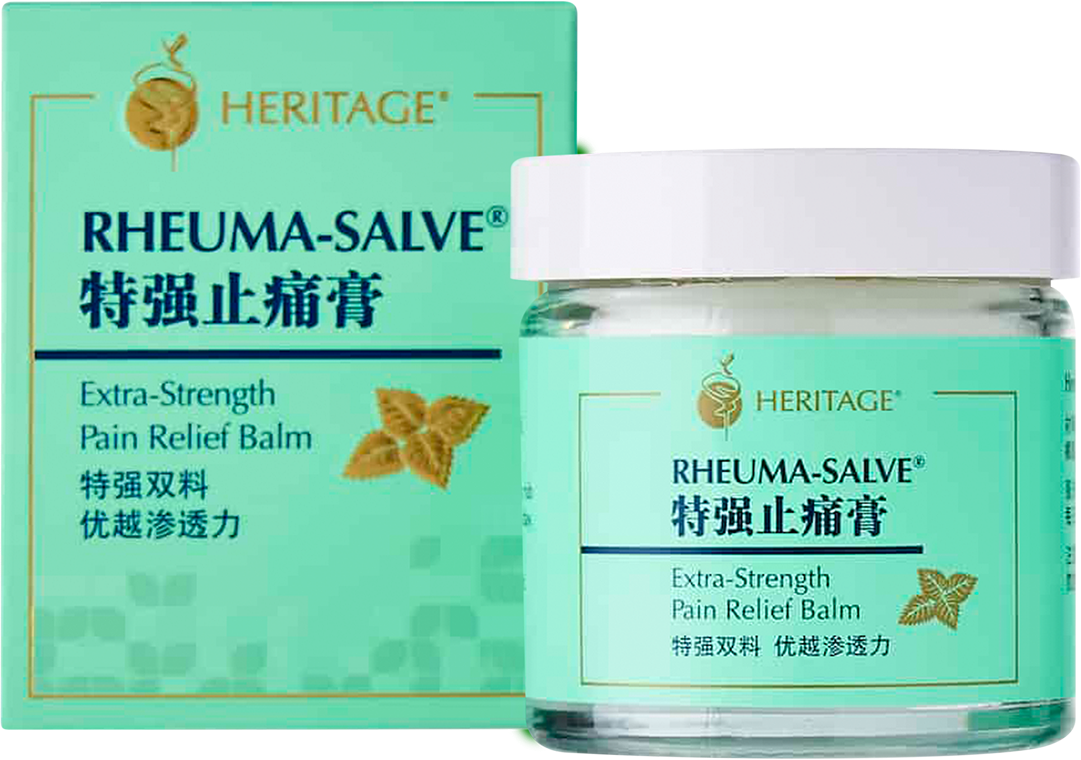 HERITAGE®
RHEUMA-SALVE®
特强止痛膏
Extra-Strength
Pain Relief Balm
特强双料
优越渗透力
HERITAGE®
RHEUMA-SALVE®
特强止痛膏
Extra-Strength
Pain Relief Balm
特强双料 优越渗透力